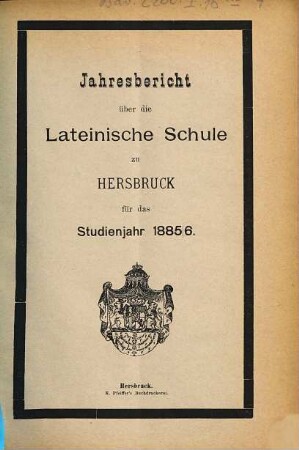 Jahresbericht
über die
Lateinische Schule
zu
HERSBRUCK
für das
Studienjahr 1885/6.
Hersbruck.
E. Pfeiffer's Buchdruckerei.